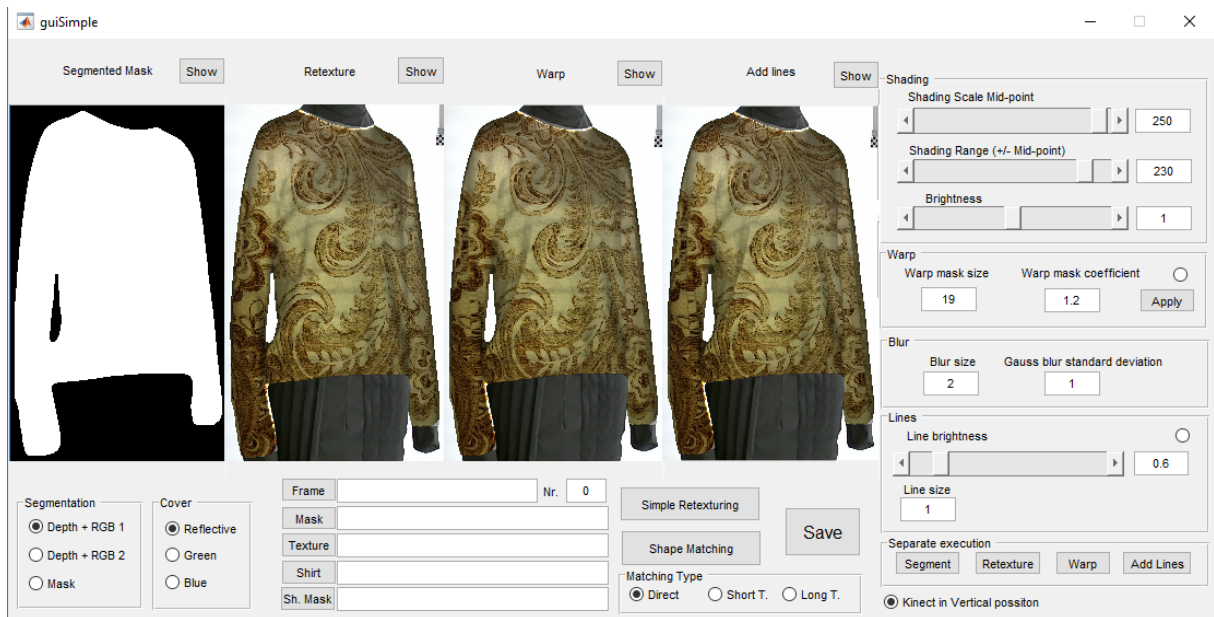 guiSimple
Segmented Mask Show Retexture Show Warp Show Add lines Show
Shading
Shading Scale Mid-point
250
Shading Range (+/- Mid-point)
230
Brightness
1
Warp
Warp mask size Warp mask coefficient
19 1.2 Apply
Blur
Blur size Gauss blur standard deviation
2 1
Lines
Line brightness
0.6
Line size
1
Separate execution
Segment Retexture Warp Add Lines
Kinect in Vertical possiton
Segmentation
Depth + RGB 1
Depth + RGB 2
Mask
Cover
Reflective
Green
Blue
Frame Nr. 0
Mask
Texture
Shirt
Sh. Mask
Simple Retexturing
Shape Matching
Save
Matching Type
Direct Short T. Long T.